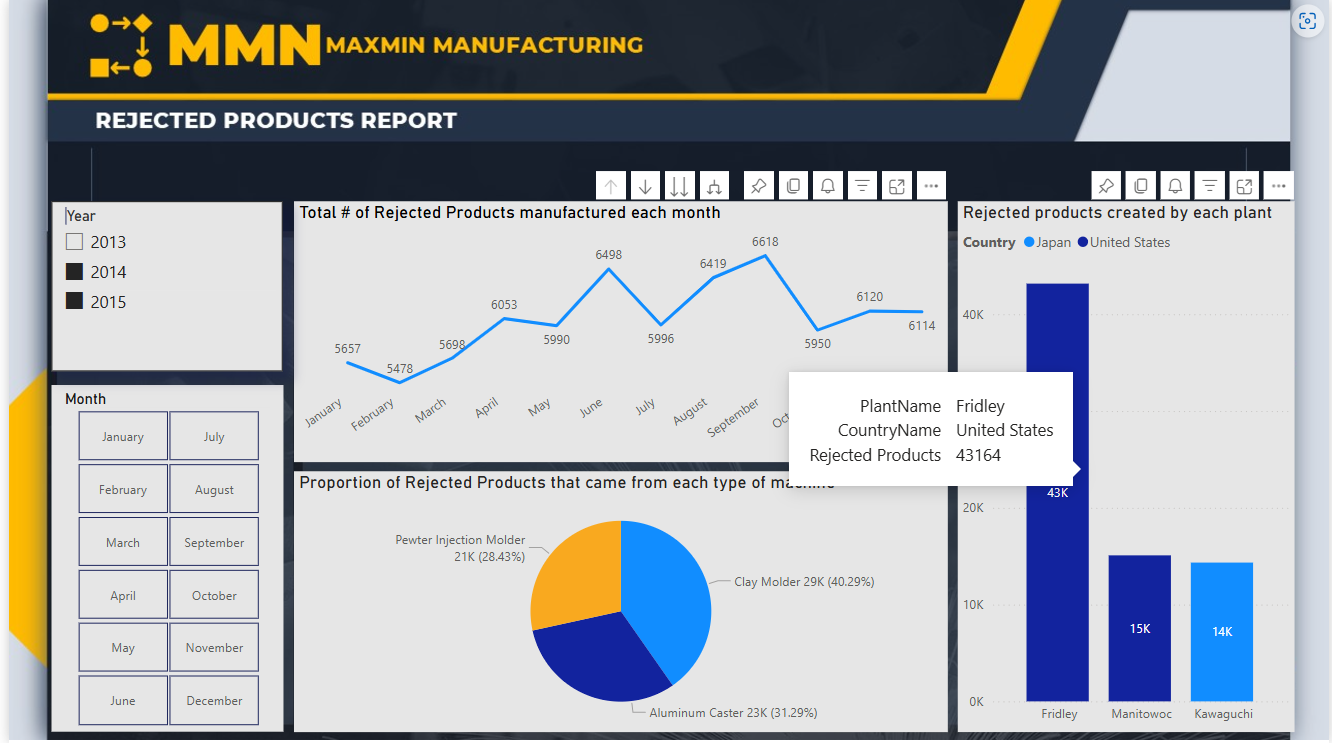 MMN MAXMIN MANUFACTURING
REJECTED PRODUCTS REPORT
Year
2013
2014
2015
Month
January
July
February
August
March
September
April
October
May
November
June
December
Total # of Rejected Products manufactured each month
5657
5478
5698
6053
5990
6498
5996
6419
6618
5950
6120
6114
January
February
March
April
May
June
July
August
September
Proportion of Rejected Products that came from each type of machine
Pewter Injection Molder
21K (28.43%)
Clay Molder 29K (40.29%)
Aluminum Caster 23K (31.29%)
Rejected products created by each plant
Country Japan United States
40K
20K
10K
0K
43K
15K
14K
Fridley
Manitowoc
Kawaguchi
PlantName Fridley
CountryName United States
Rejected Products 43164